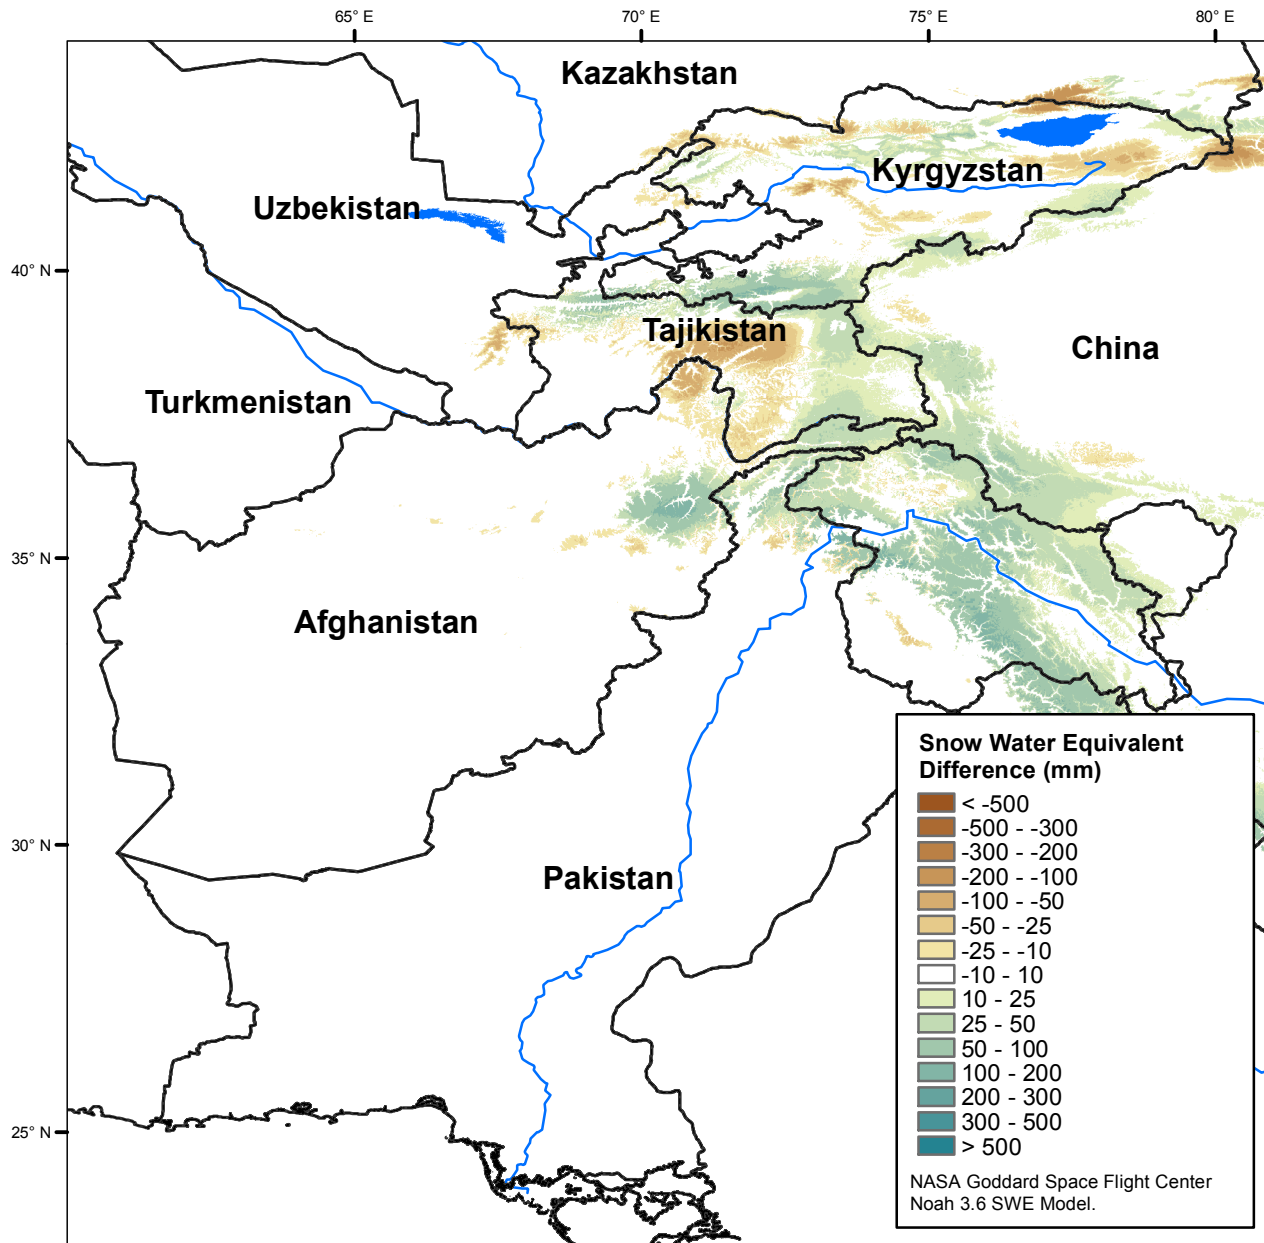 65° E
70° E
75° E
80° E
Kazakhstan
Kyrgyzstan
Uzbekistan
40° N
Tajikistan
China
Turkmenistan
35° N
Afghanistan
30° N
Pakistan
25° N
Snow Water Equivalent
Difference (mm)
< -500
-500 - -300
-300 - -200
-200 - -100
-100 - -50
-50 - -25
-25 - -10
-10 - 10
10 - 25
25 - 50
50 - 100
100 - 200
200 - 300
300 - 500
> 500
NASA Goddard Space Flight Center
Noah 3.6 SWE Model.